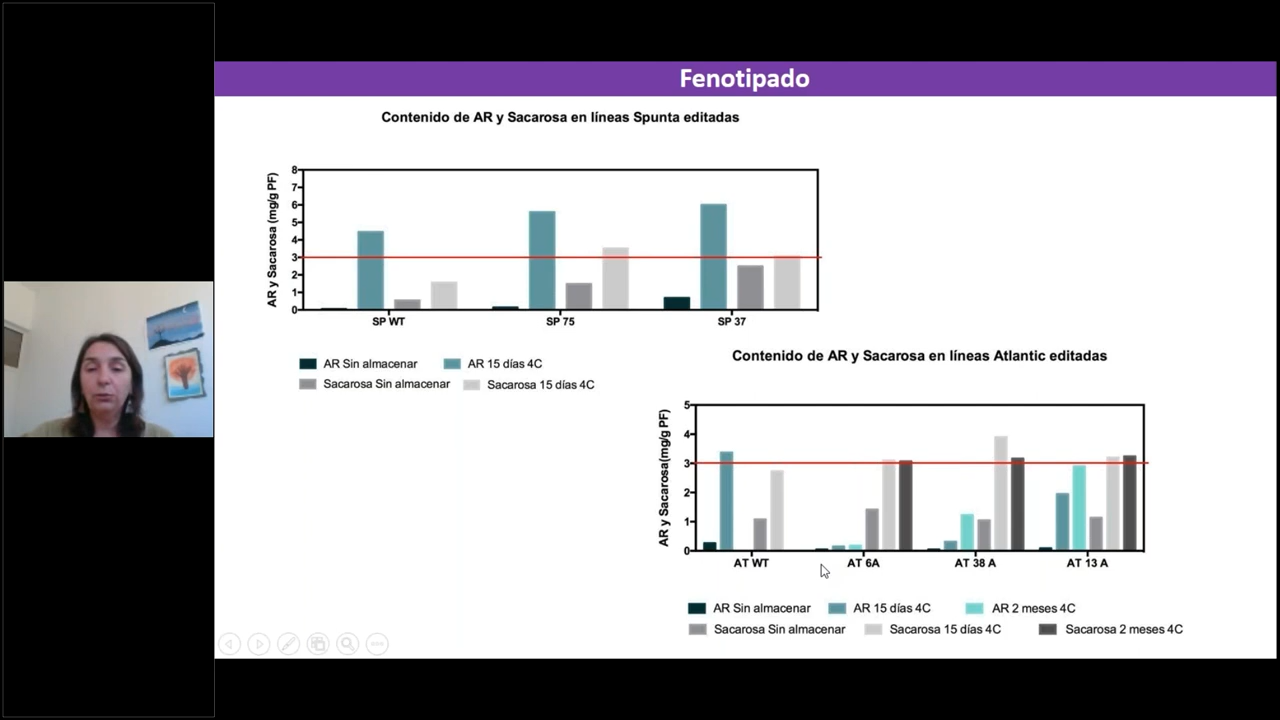 Fenotipado
Contenido de AR y Sacarosa en líneas Spunta editadas
AR y Sacarosa (mg/g PF)
8
7
6
5
4
3
2
1
0
SP WT SP 75 SP 37
AR Sin almacenar AR 15 días 4C
Sacarosa Sin almacenar Sacarosa 15 días 4C
Contenido de AR y Sacarosa en líneas Atlantic editadas
AR y Sacarosa(mg/g PF)
5
4
3
2
1
0
AT WT AT 6A AT 38 A AT 13 A
AR Sin almacenar AR 15 días 4C AR 2 meses 4C
Sacarosa Sin almacenar Sacarosa 15 días 4C Sacarosa 2 meses 4C